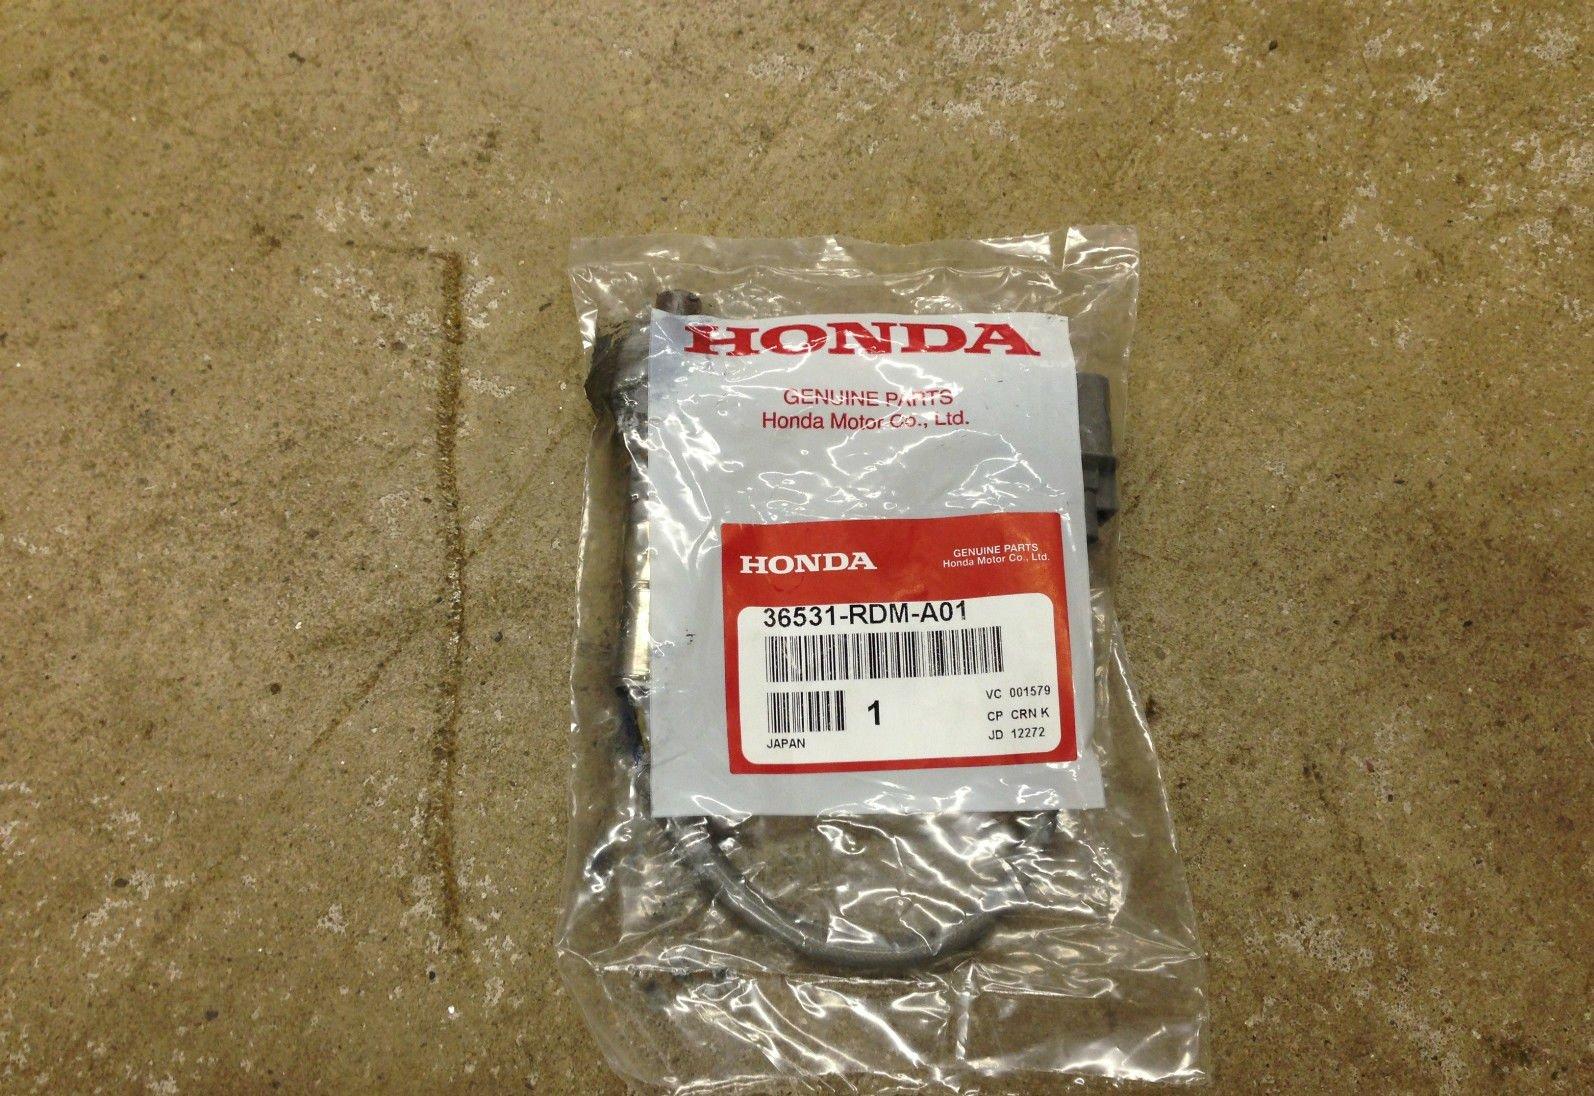 HONDA
GENUINE PARTS
Honda Motor Co., Ltd.
HONDA
GENUINE PARTS
Honda Motor Co., Ltd.
36531-RDM-A01
1
VC 001579
CP CRN K
JD 12272
JAPAN